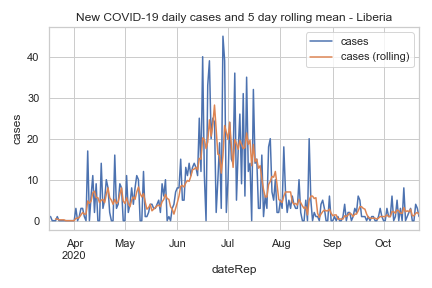 New COVID-19 daily cases and 5 day rolling mean - Liberia
cases
cases (rolling)
cases
40
30
20
10
0
Apr May Jun Jul Aug Sep Oct
2020
dateRep